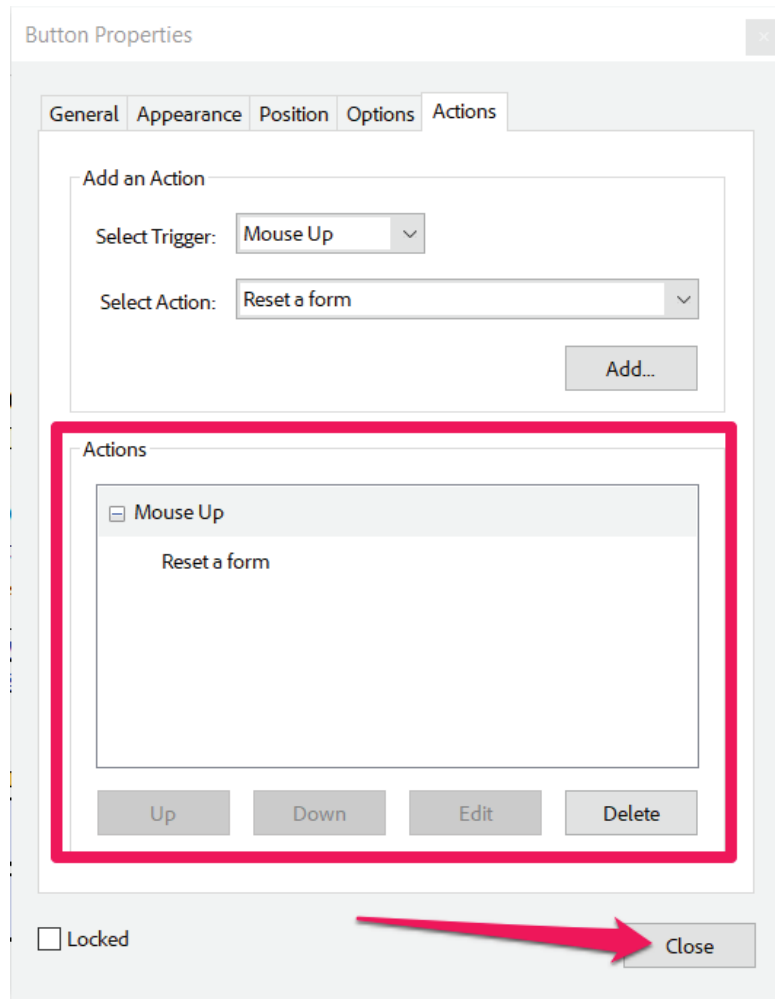 Button Properties
General Appearance Position Options Actions
Add an Action
Select Trigger: Mouse Up
Select Action: Reset a form
Add...
Actions
Mouse Up
Reset a form
Up Down Edit Delete
Locked
Close